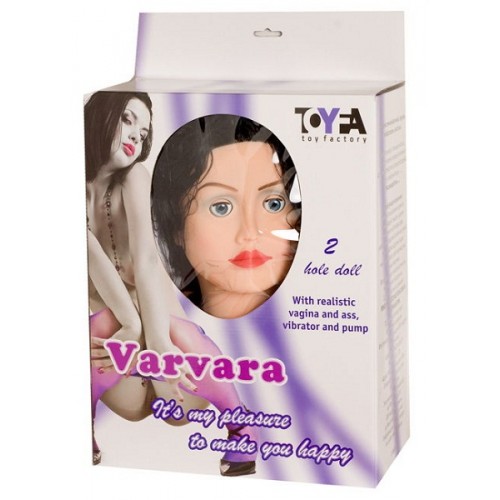 TOYFA
toy factory
2
hole doll
With realistic
vagina and ass,
vibrator and pump
Varvara
It's my pleasure
to make you happy